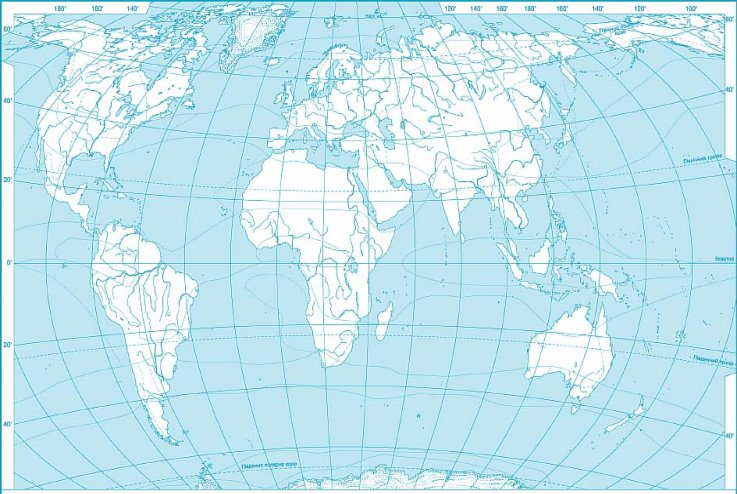 180° 160° 140° 120° 140° 160° 180° 160° 140° 120° 100°
60° 60°
40° 40°
Північний тропік
20°
0° Екватор
20° Південний тропік
40° 40°
Південне полярне коло